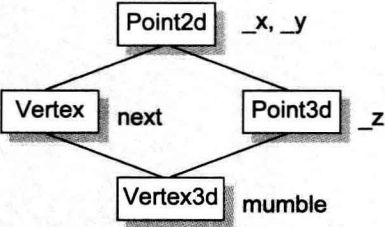 Point2d _x, _y
Vertex next Point3d _z
Vertex3d mumble